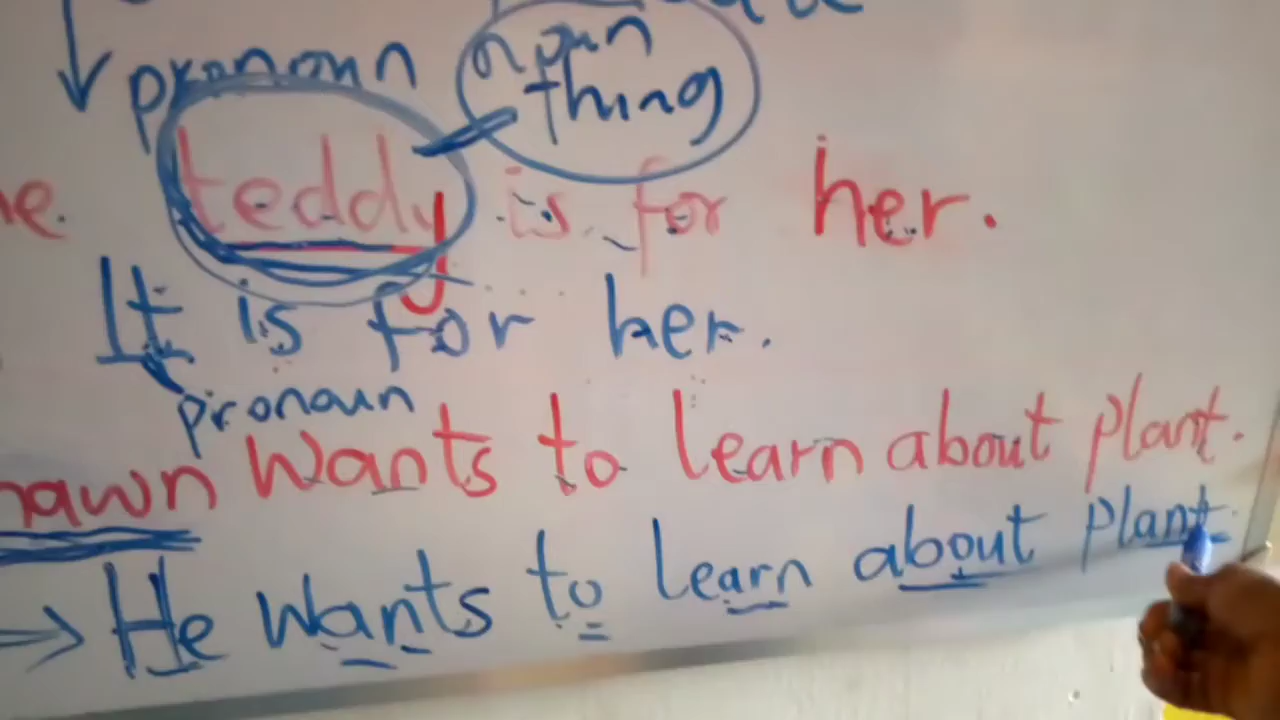 noun
pronoun thing
teddy is for her.
It is for her.
pronoun
hawn wants to learn about plant.
He wants to learn about plant.